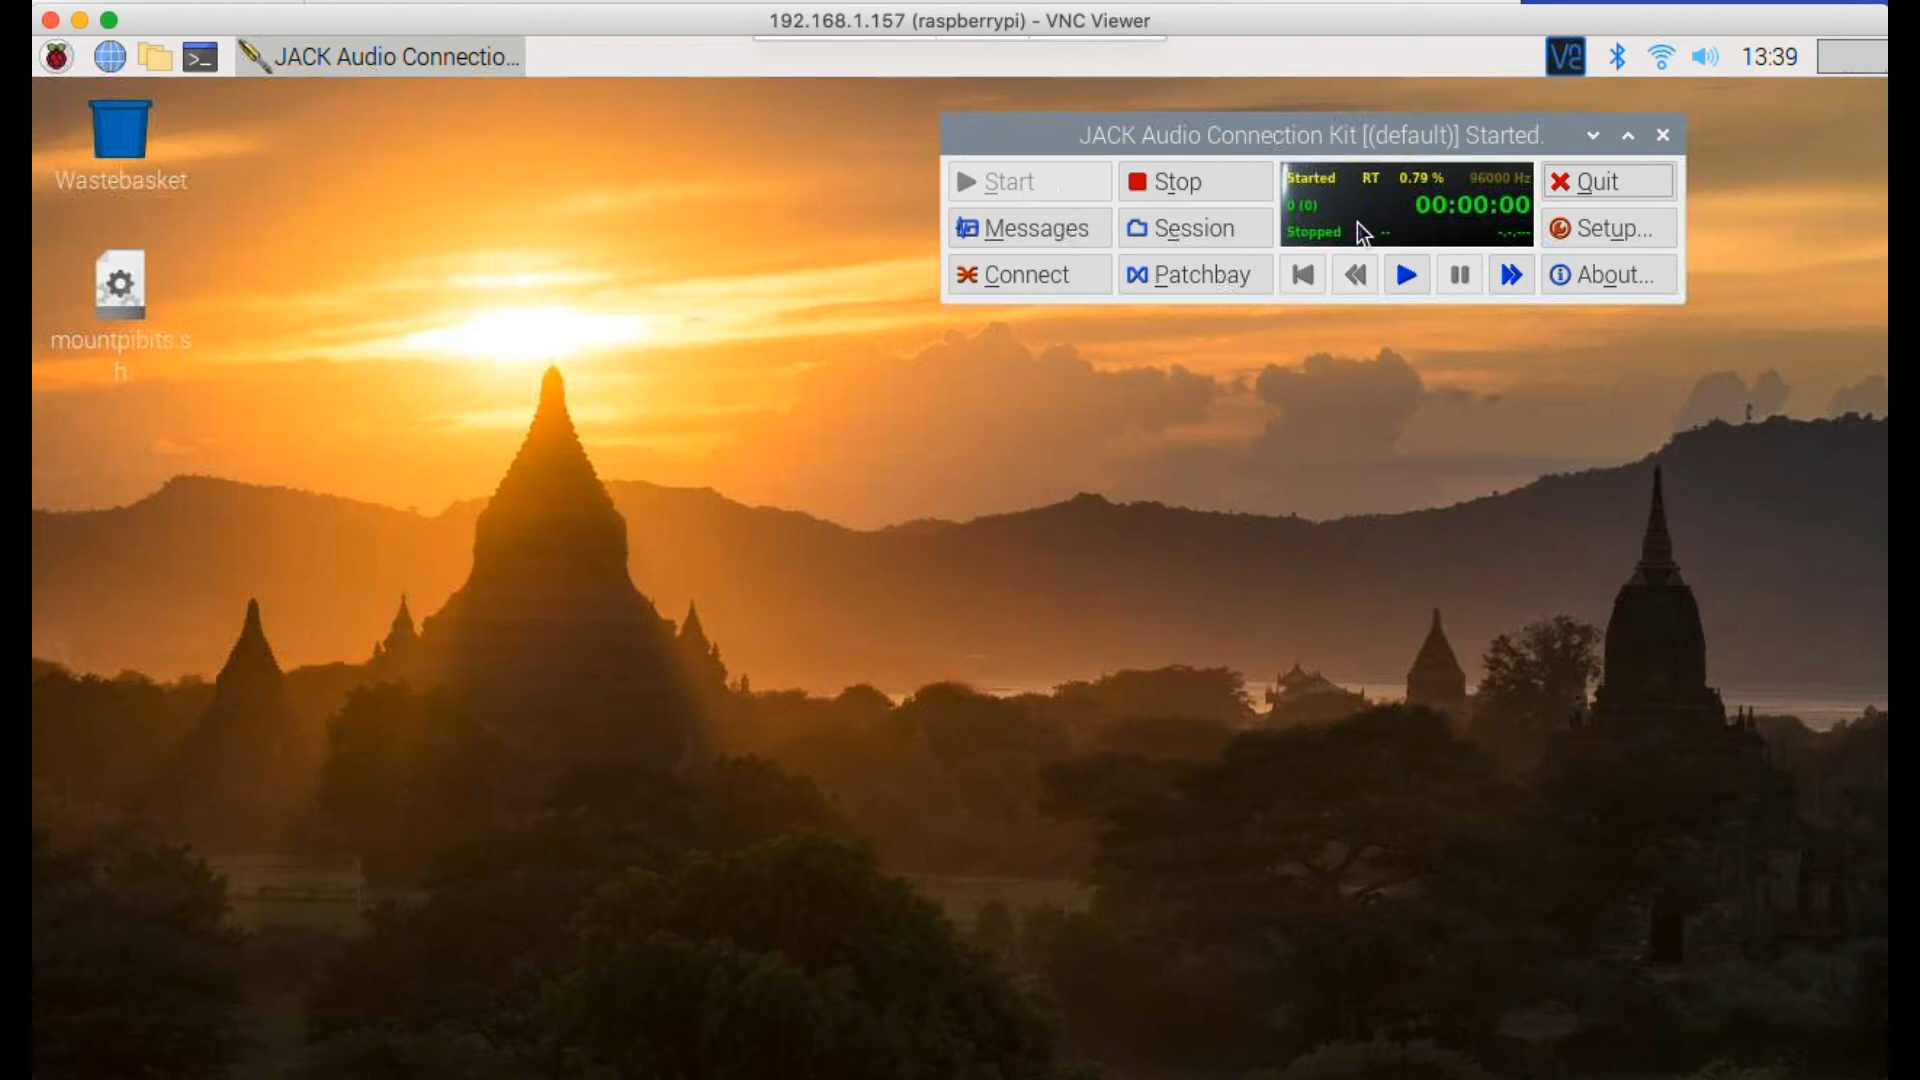 192.168.1.157 (raspberrypi) - VNC Viewer
JACK Audio Connectio...
13:39
Wastebasket
mountpibits.s
h
JACK Audio Connection Kit [(default)] Started.
Start
Stop
Started RT 0.79 % 96000 Hz
Quit
0 (0) 00:00:00
Messages
Session
Stopped -- -.-.---
Setup...
Connect
Patchbay
About...